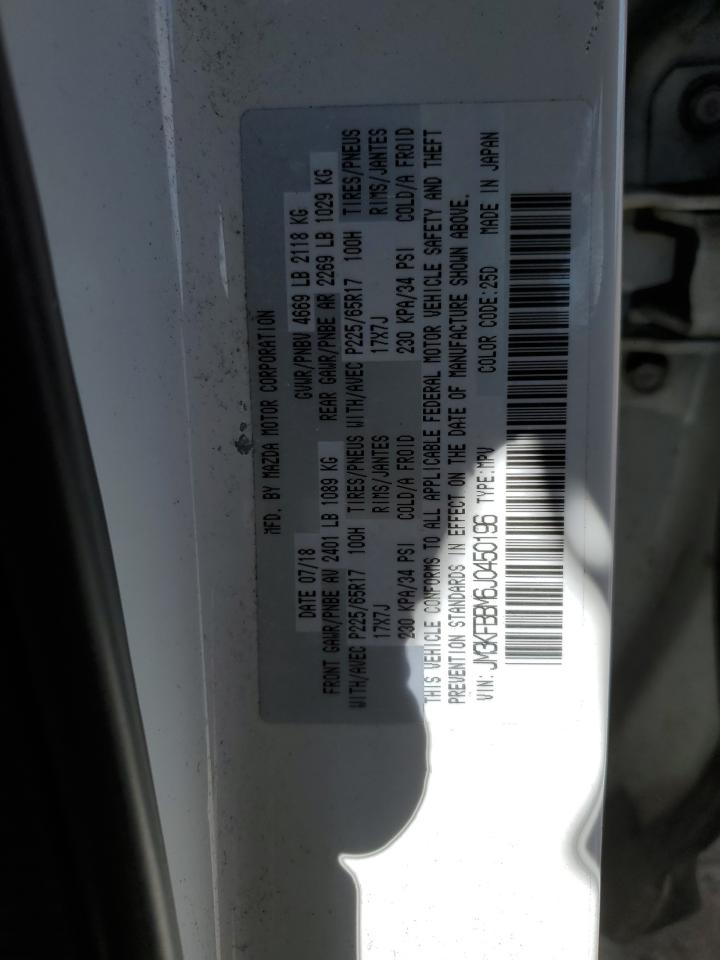 MFD. BY MAZDA MOTOR CORPORATION
DATE 07/18 GVWR/PNBV 4669 LB 2118 KG
FRONT GAWR/PNBE AV 2401 LB 1089 KG REAR GAWR/PNBE AR 2269 LB 1029 KG
WITH/AVEC P225/65R17 100H TIRES/PNEUS WITH/AVEC P225/65R17 100H TIRES/PNEUS
17X7J RIMS/JANTES 17X7J RIMS/JANTES
230 KPA/34 PSI COLD/A FROID 230 KPA/34 PSI COLD/A FROID
THIS VEHICLE CONFORMS TO ALL APPLICABLE FEDERAL MOTOR VEHICLE SAFETY AND THEFT
PREVENTION STANDARDS IN EFFECT ON THE DATE OF MANUFACTURE SHOWN ABOVE.
VIN: JM3KFBBM6J0450196 TYPE:MPV COLOR CODE:25D MADE IN JAPAN